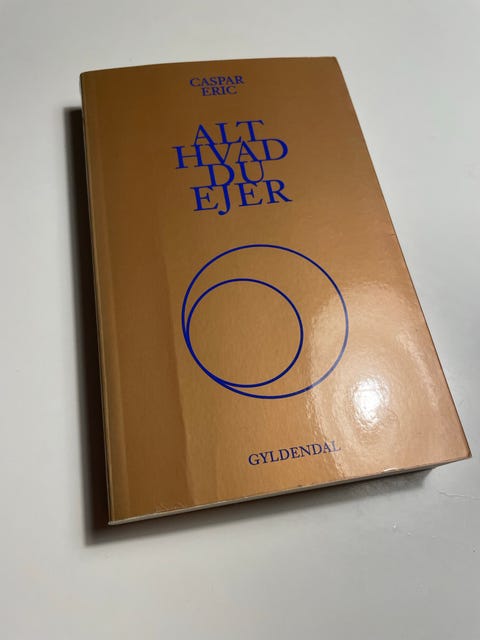 CASPAR
ERIC
ALT
HVAD
DU
EJER
GYLDENDAL